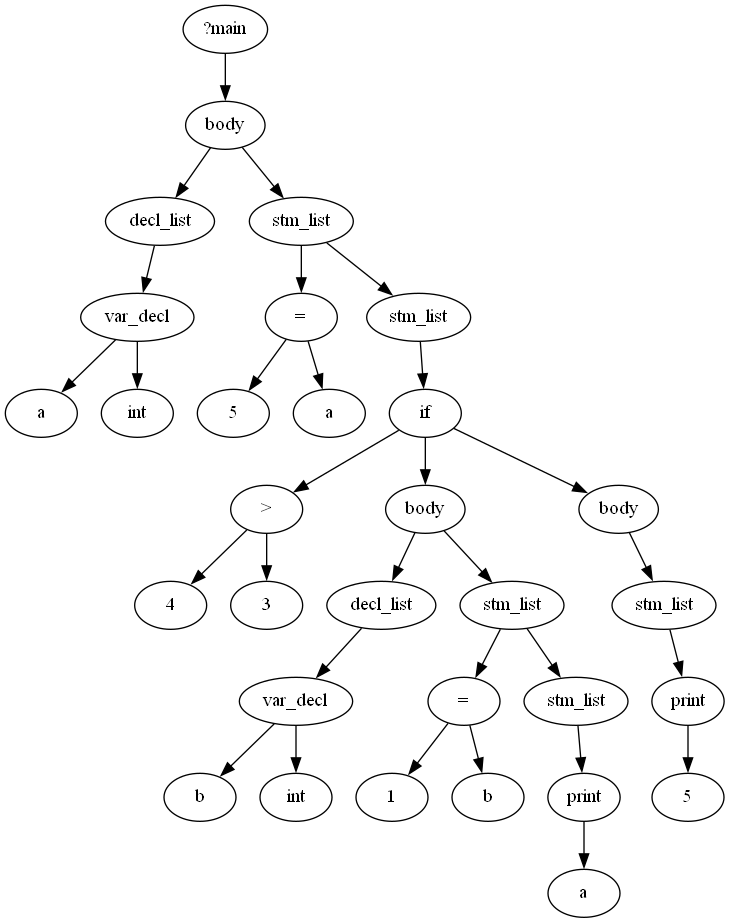 ?main
body
decl_list
stm_list
var_decl
=
stm_list
a
int
5
a
if
>
body
body
4
3
decl_list
stm_list
stm_list
var_decl
=
stm_list
print
b
int
1
b
print
5
a